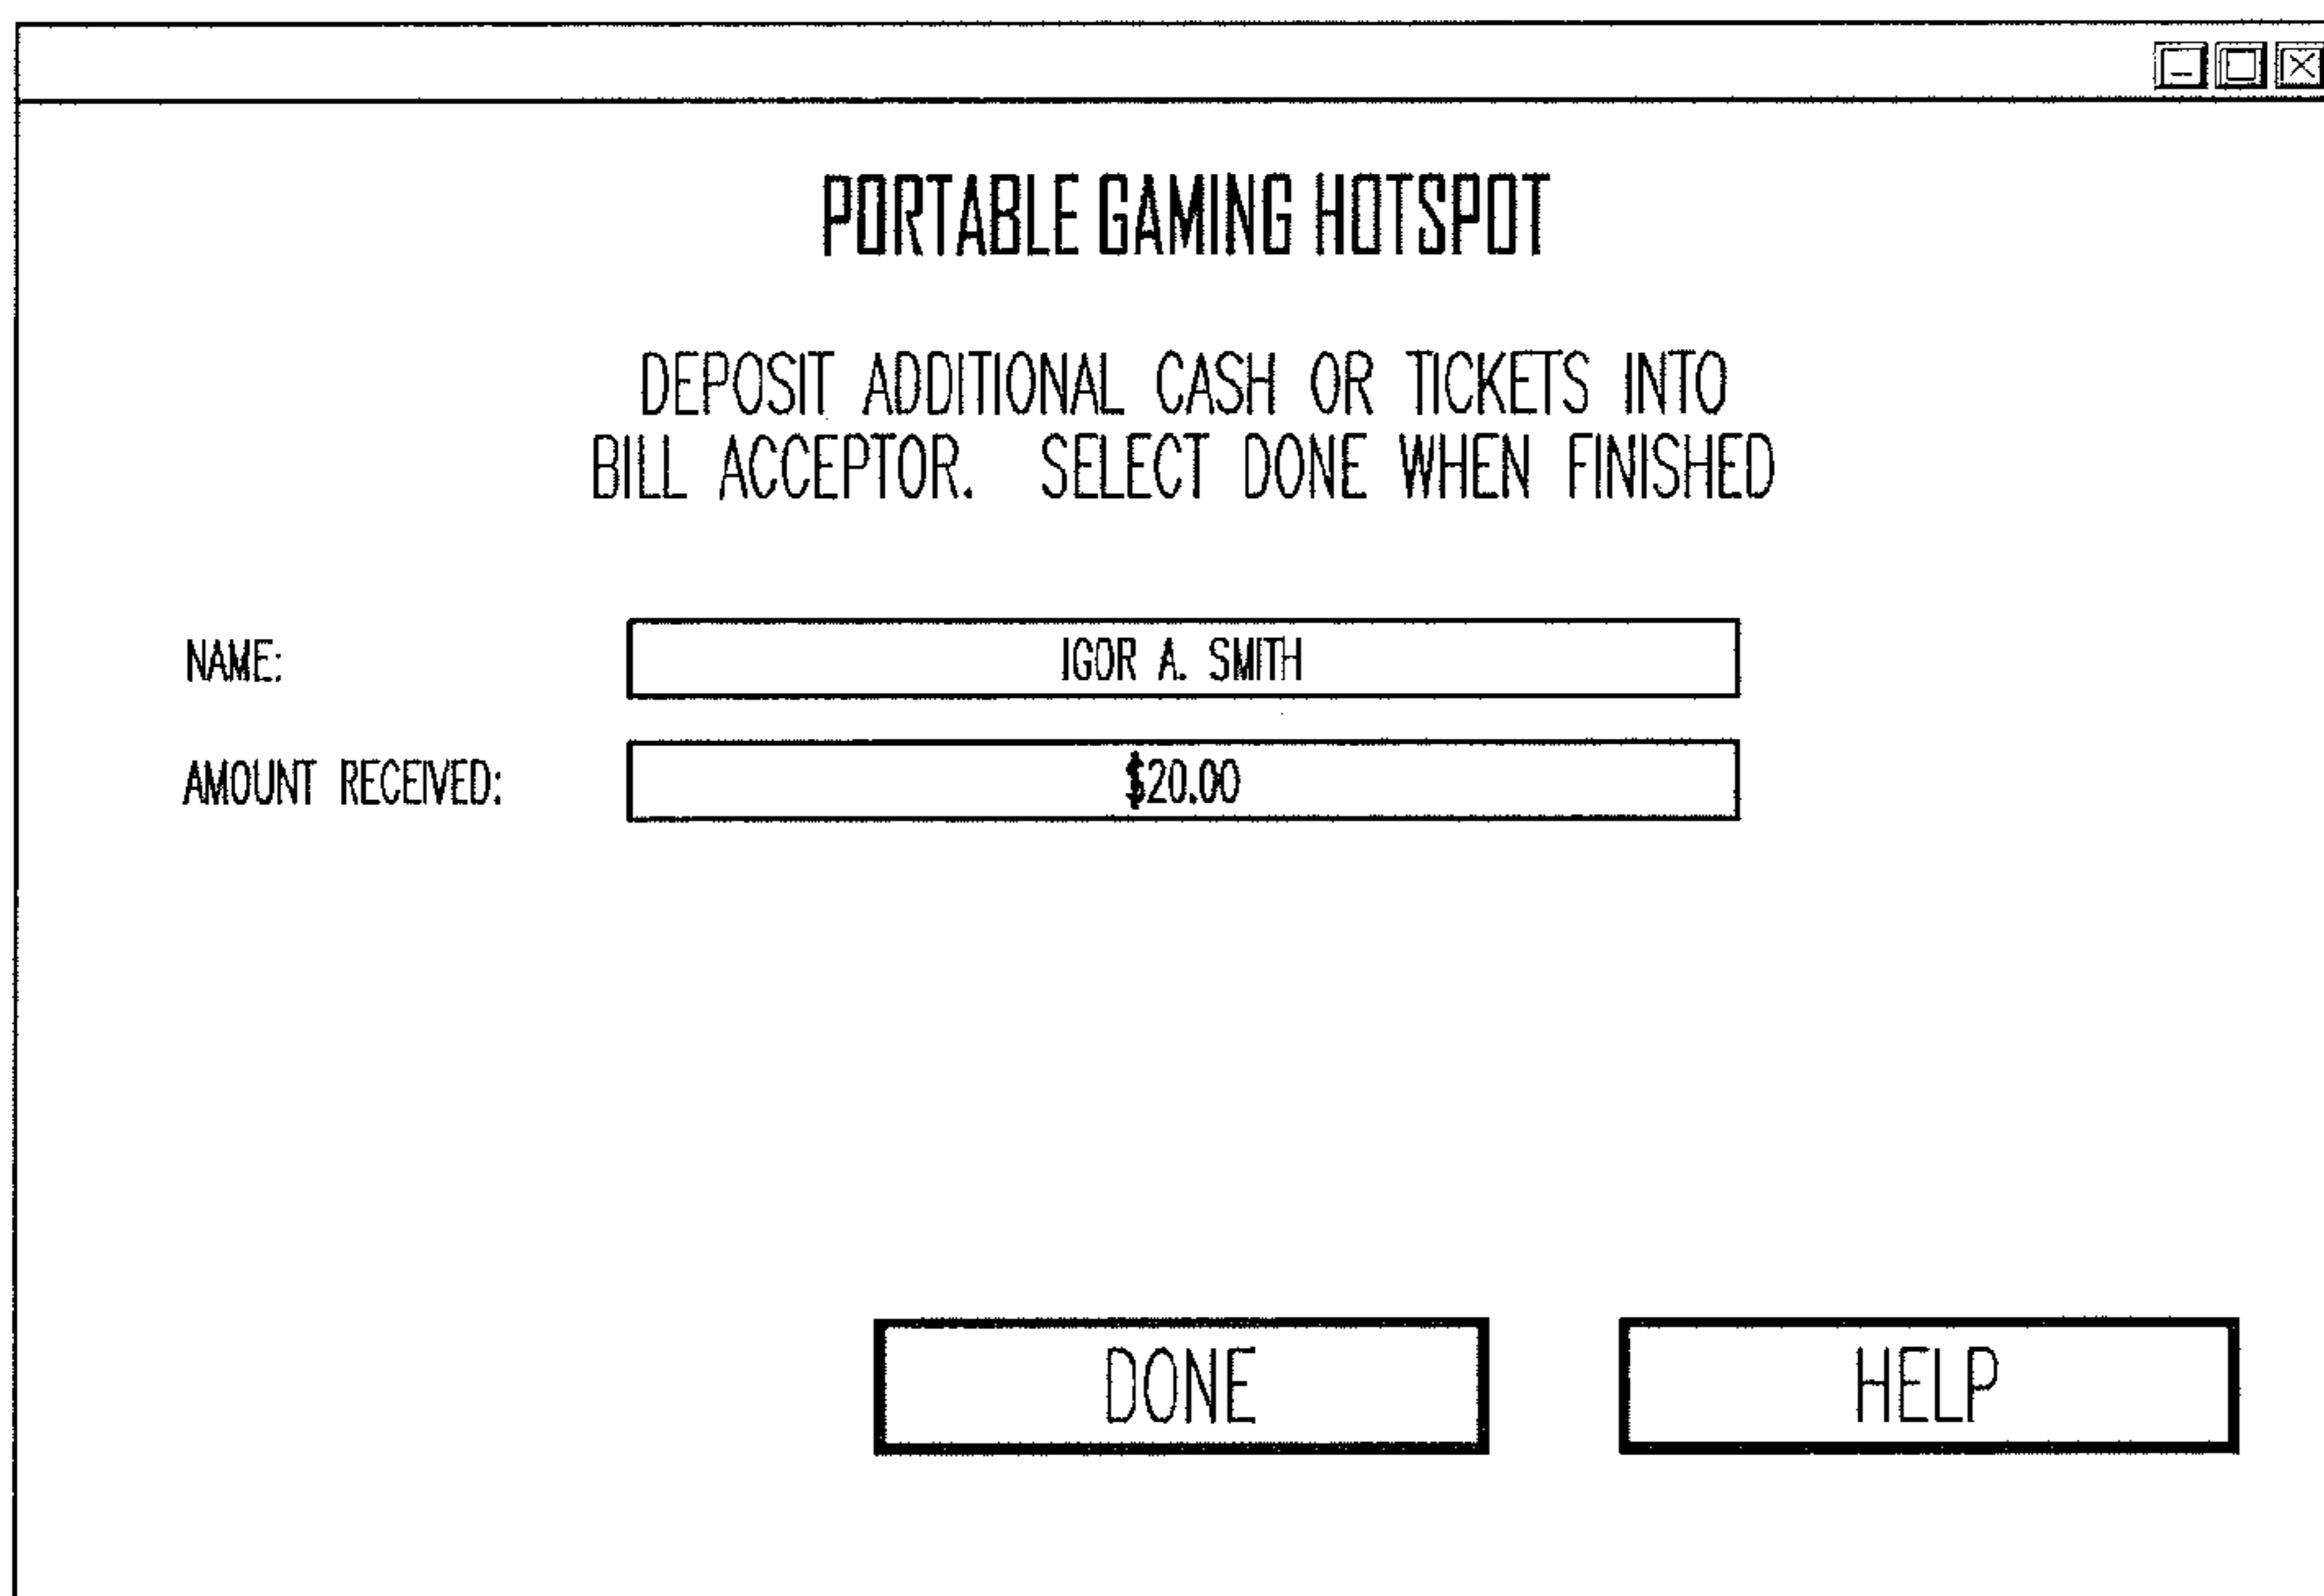 PORTABLE GAMING HOTSPOT
DEPOSIT ADDITIONAL CASH OR TICKETS INTO
BILL ACCEPTOR. SELECT DONE WHEN FINISHED
NAME: IGOR A. SMITH
AMOUNT RECEIVED: $20.00
DONE HELP